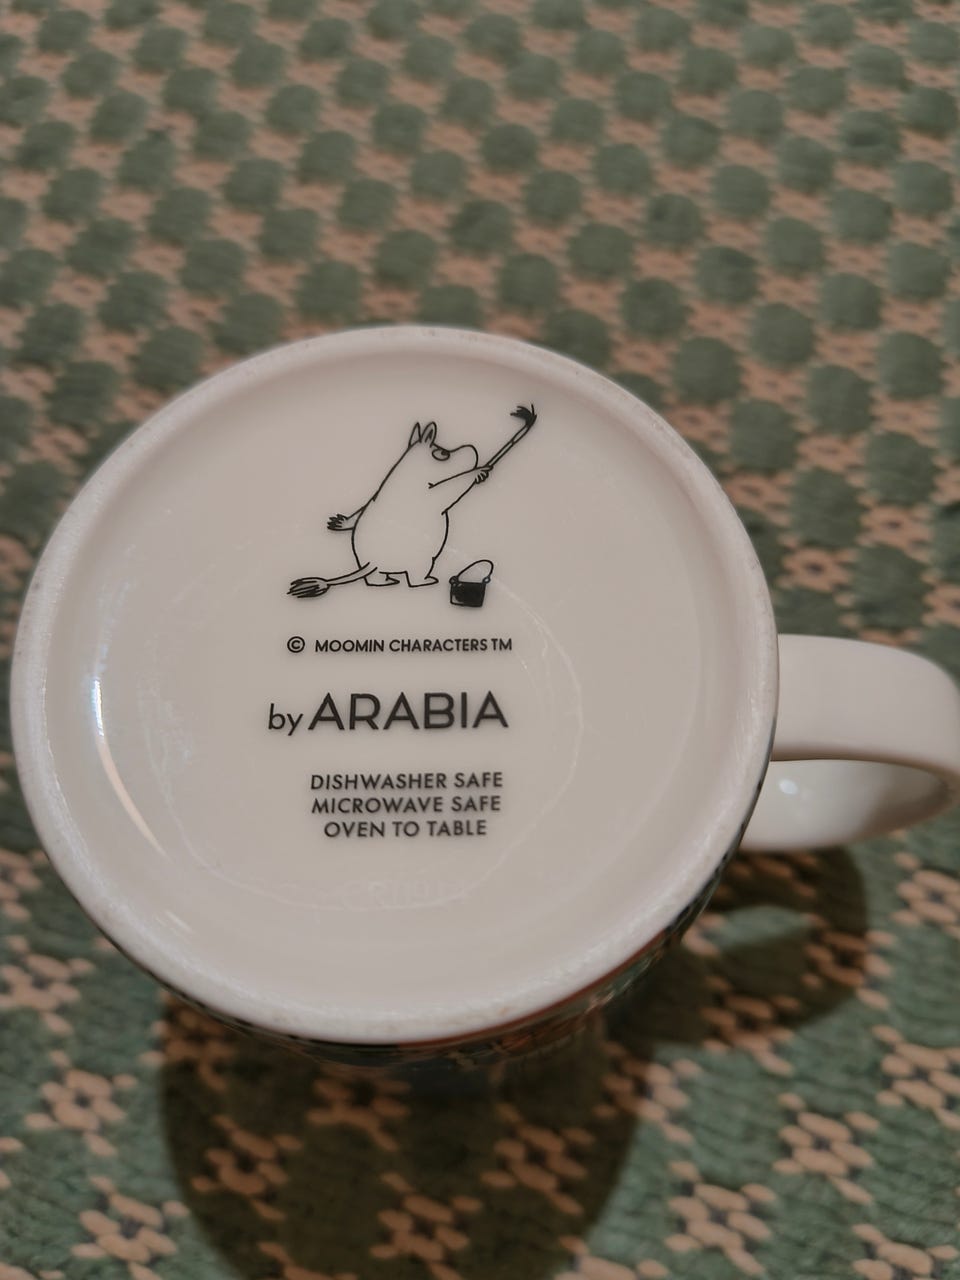 © MOOMIN CHARACTERS TM
by ARABIA
DISHWASHER SAFE
MICROWAVE SAFE
OVEN TO TABLE